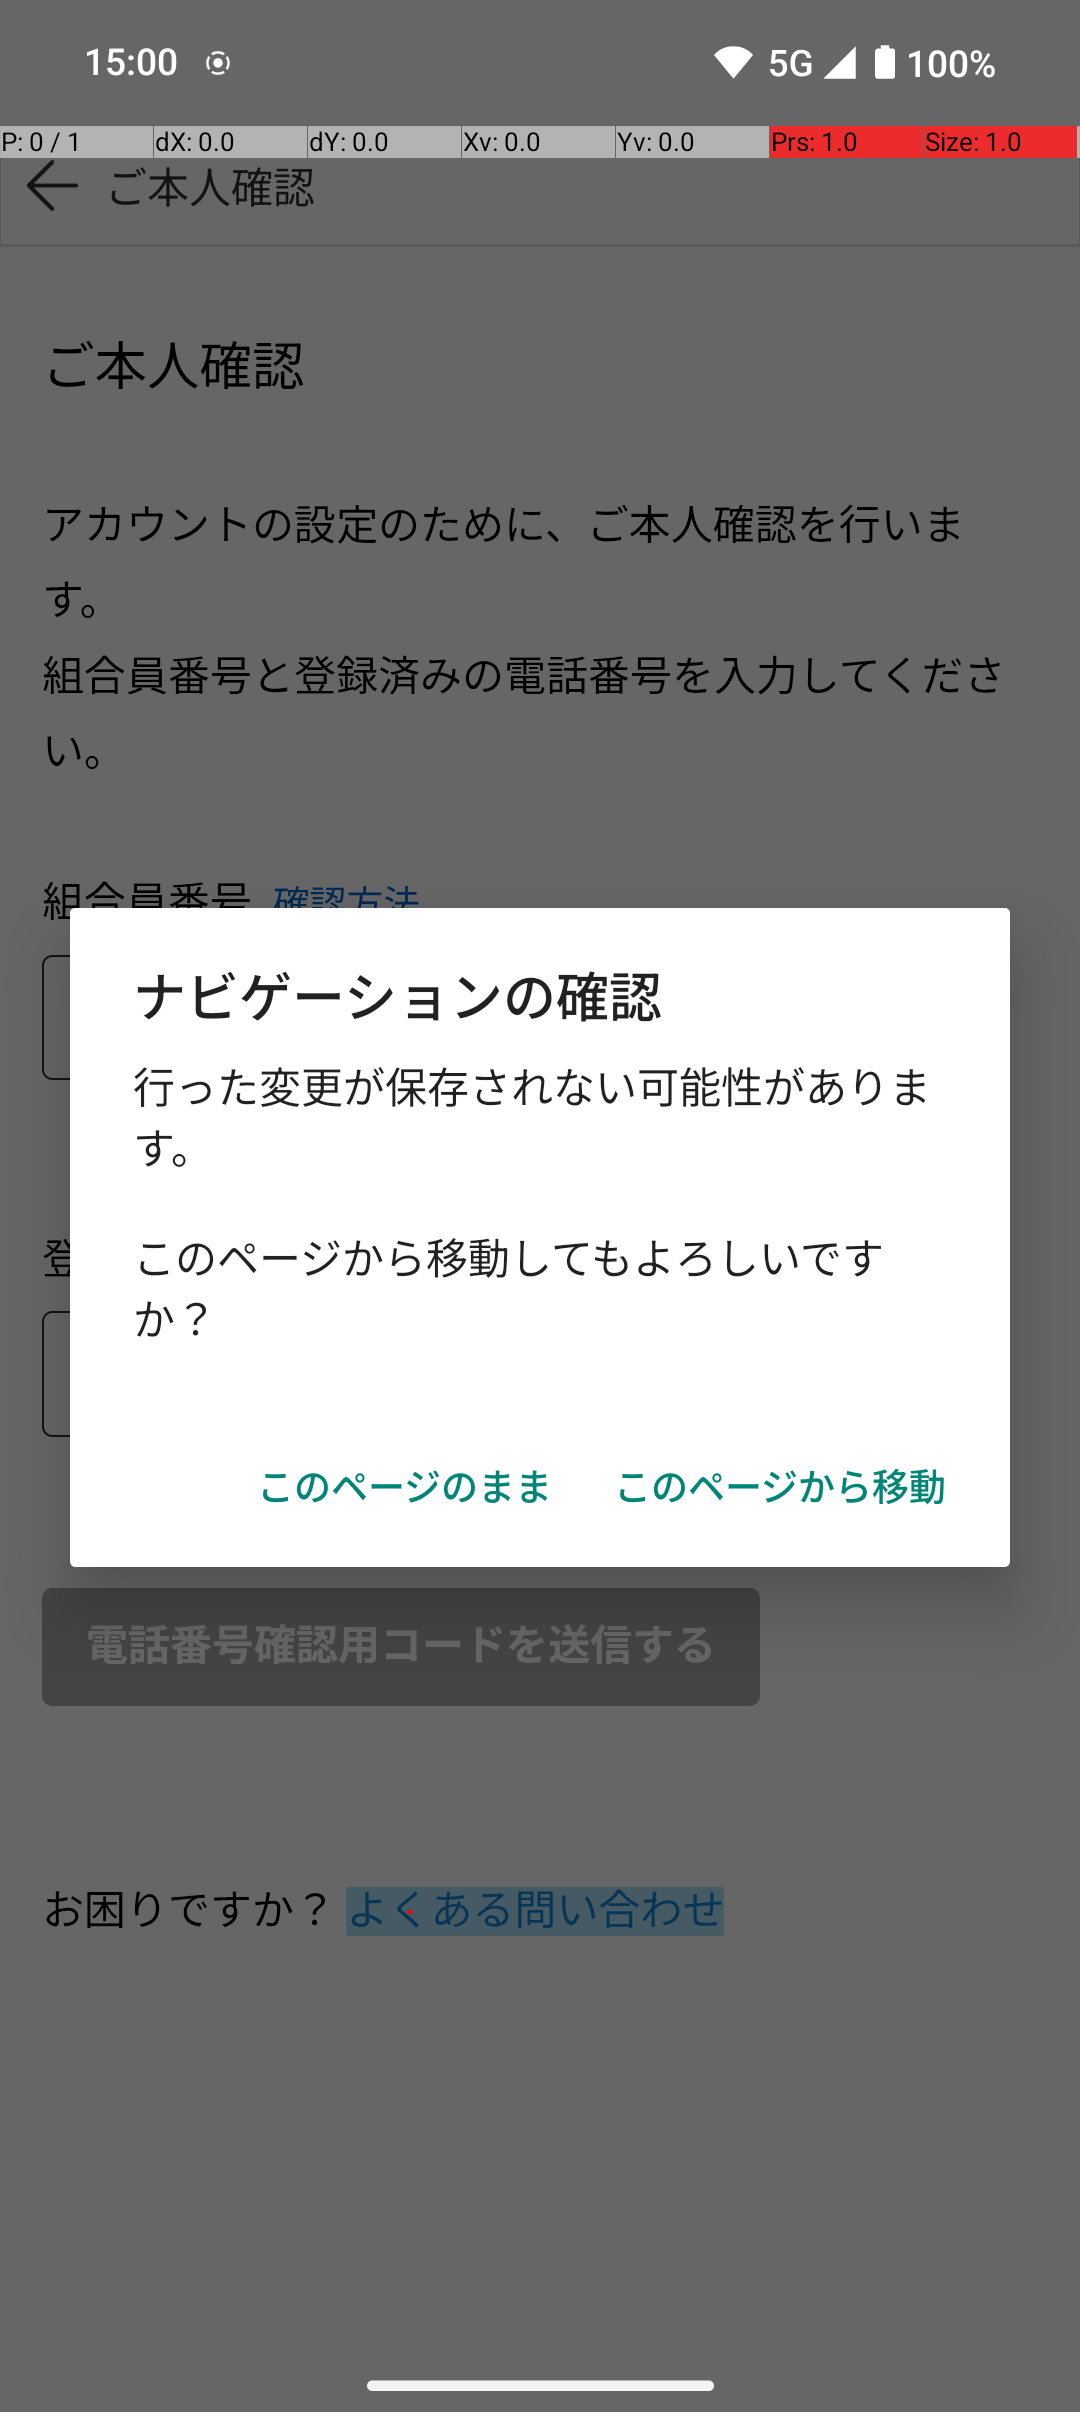 15:00 5G 100%
P: 0 / 1 dX: 0.0 dY: 0.0 Xv: 0.0 Yv: 0.0 Prs: 1.0 Size: 1.0
ご本人確認
ご本人確認
アカウントの設定のために、ご本人確認を行いま
す。
組合員番号と登録済みの電話番号を入力してくださ
い。
組合員番号 確認方法
ナビゲーションの確認
行った変更が保存されない可能性がありま
す。
このページから移動してもよろしいです
か？
登
このページのまま このページから移動
電話番号確認用コードを送信する
お困りですか？ よくある問い合わせ